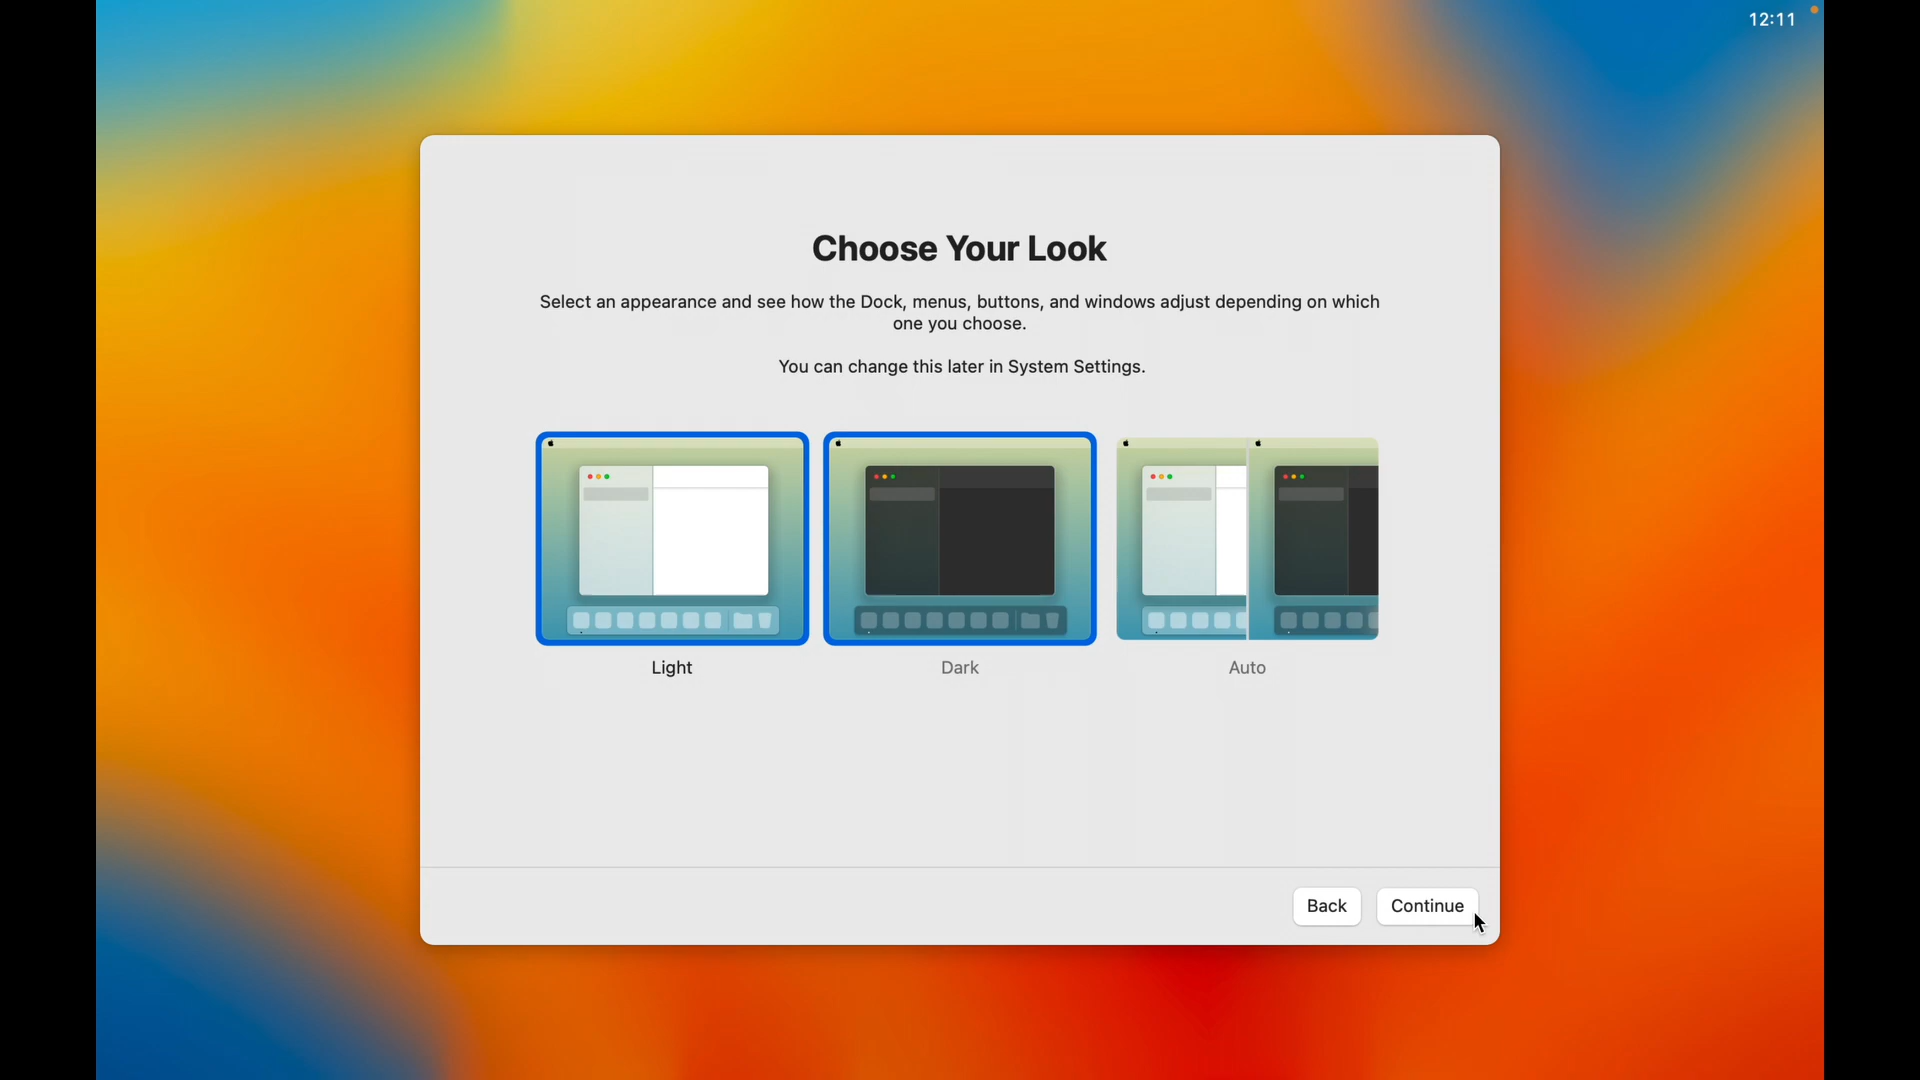 12:11
Choose Your Look
Select an appearance and see how the Dock, menus, buttons, and windows adjust depending on which
one you choose.
You can change this later in System Settings.
Light
Dark
Auto
Back
Continue